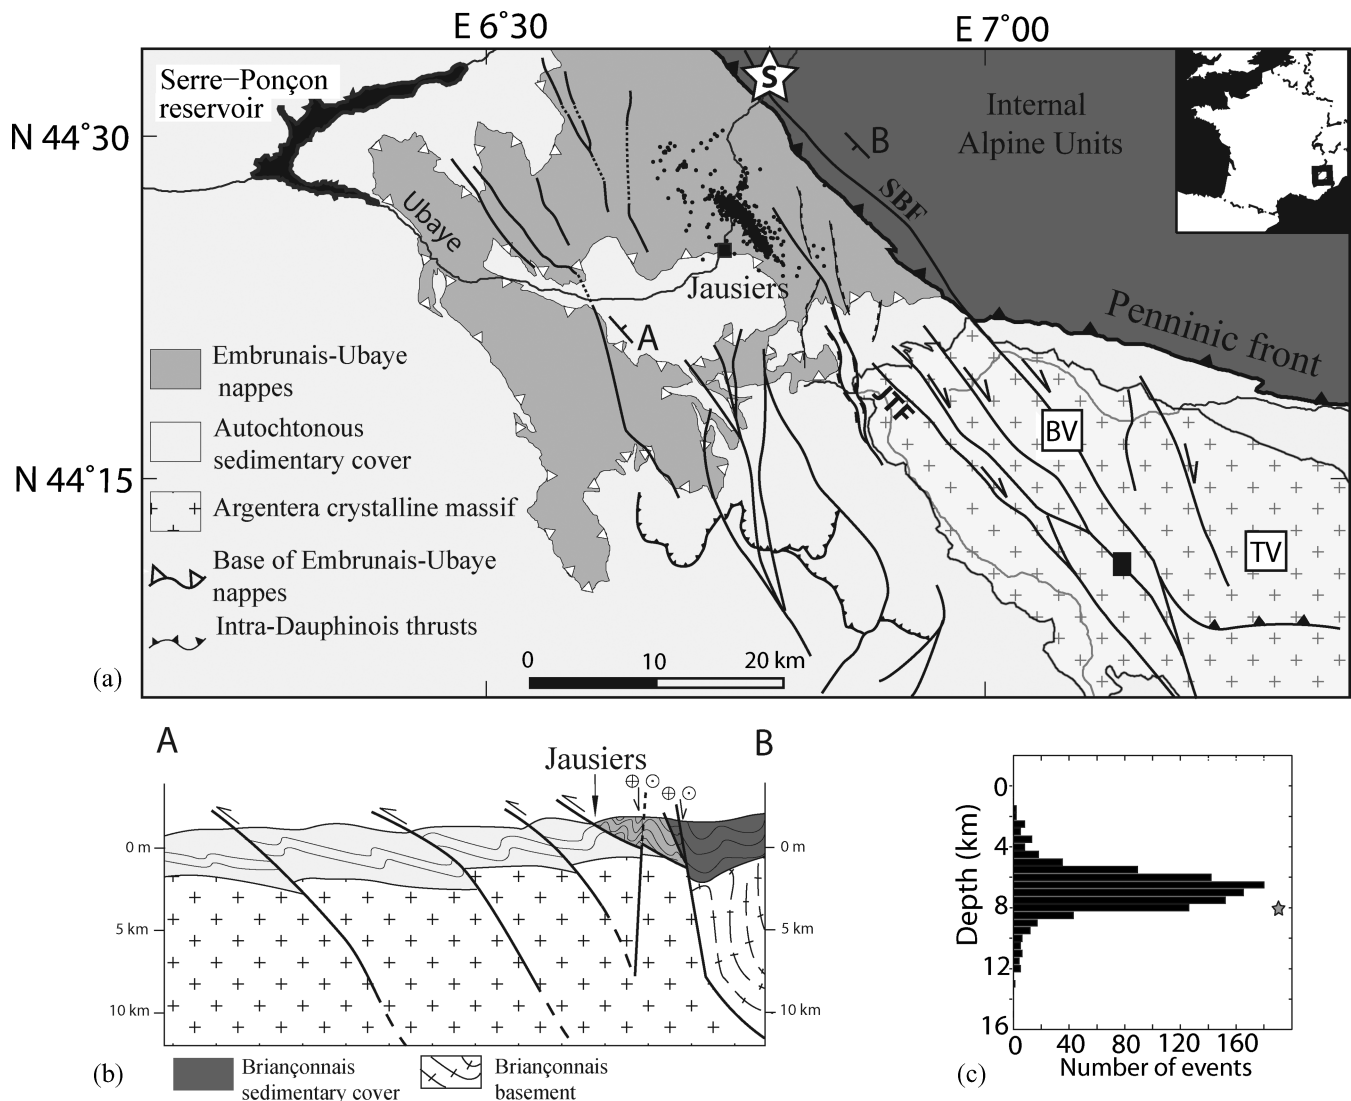 E 6˚30
E 7˚00
Serre–Ponçon
reservoir
S
Internal
Alpine Units
N 44˚30
B
SBF
Ubaye
Jausiers
Penninic front
A
Embrunais-Ubaye
nappes
JTF
BV
Autochtonous
sedimentary cover
N 44˚15
Argentera crystalline massif
TV
Base of Embrunais-Ubaye
nappes
Intra-Dauphinois thrusts
0
10
20 km
(a)
A
B
Jausiers
0 m
0 m
5 km
5 km
10 km
10 km
(b)
Briançonnais
sedimentary cover
Briançonnais
basement
0
4
8
12
16
Depth (km)
0 40 80 120 160
Number of events
(c)